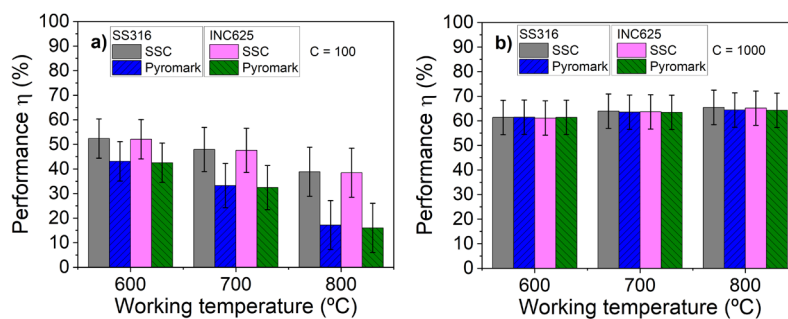 a)
SS316 INC625
SSC SSC C = 100
Pyromark Pyromark
Performance η (%)
100
90
80
70
60
50
40
30
20
10
0
600 700 800
Working temperature (ºC)
b)
SS316 INC625
SSC SSC C = 1000
Pyromark Pyromark
Performance η (%)
100
90
80
70
60
50
40
30
20
10
0
600 700 800
Working temperature (ºC)